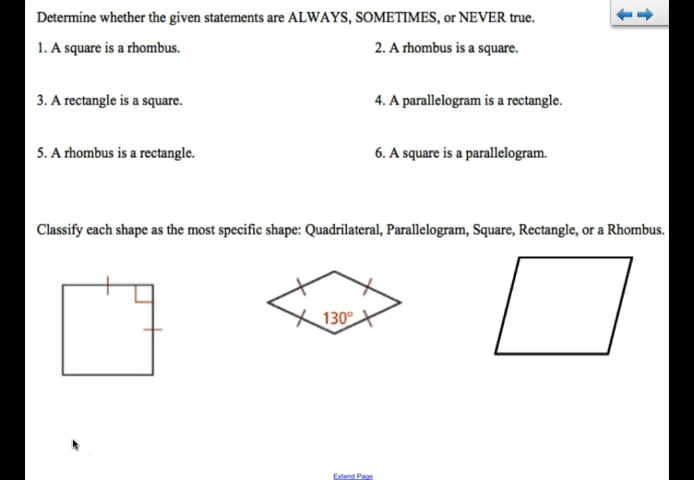 Determine whether the given statements are ALWAYS, SOMETIMES, or NEVER true.
1. A square is a rhombus.
2. A rhombus is a square.
3. A rectangle is a square.
4. A parallelogram is a rectangle.
5. A rhombus is a rectangle.
6. A square is a parallelogram.
Classify each shape as the most specific shape: Quadrilateral, Parallelogram, Square, Rectangle, or a Rhombus.
130°
Extend Page